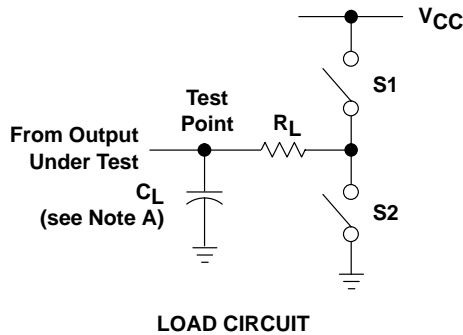 VCC
S1
Test
Point
RL
From Output
Under Test
CL
(see Note A)
S2
LOAD CIRCUIT